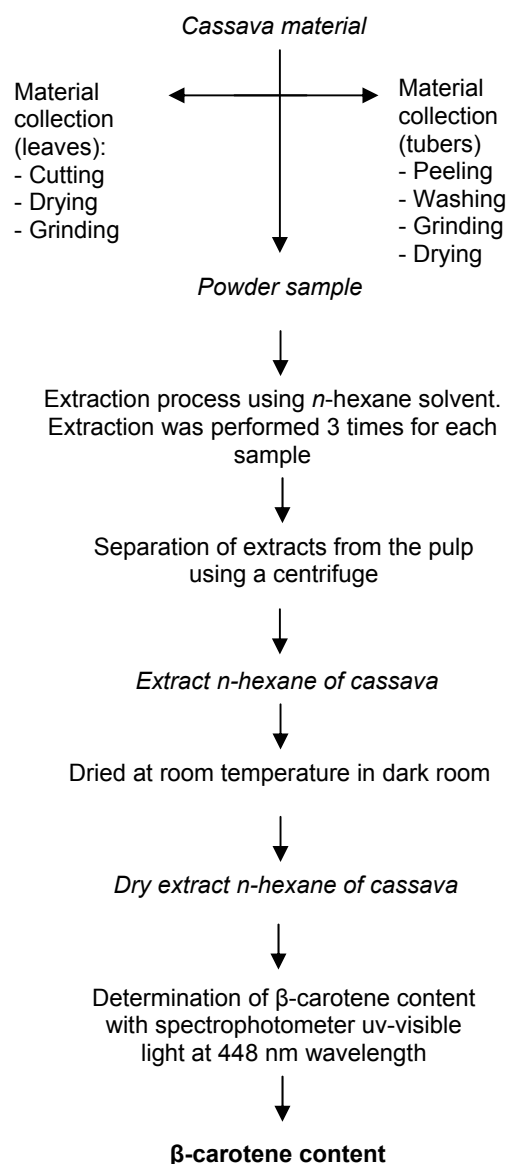 Cassava material
Material
collection
(leaves):
- Cutting
- Drying
- Grinding
Material
collection
(tubers)
- Peeling
- Washing
- Grinding
- Drying
Powder sample
Extraction process using n-hexane solvent.
Extraction was performed 3 times for each
sample
Separation of extracts from the pulp
using a centrifuge
Extract n-hexane of cassava
Dried at room temperature in dark room
Dry extract n-hexane of cassava
Determination of β-carotene content
with spectrophotometer uv-visible
light at 448 nm wavelength
β-carotene content